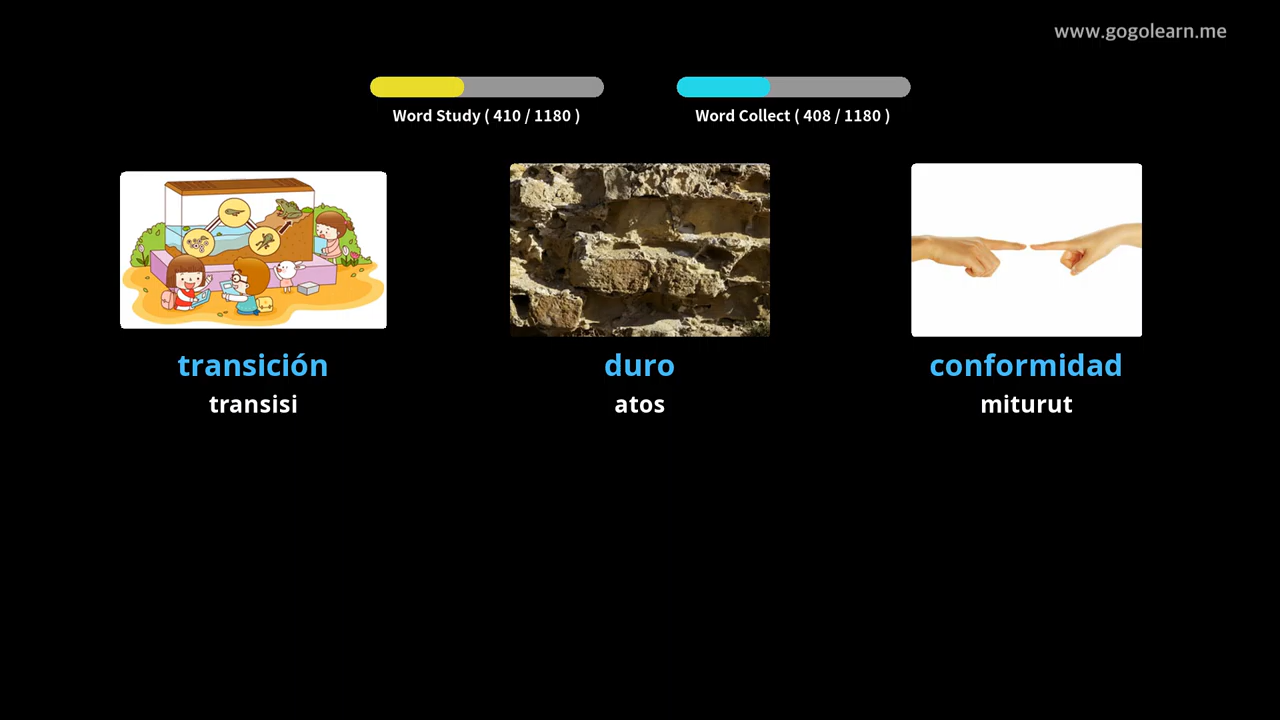 www.gogolearn.me
Word Study ( 410 / 1180 )
Word Collect ( 408 / 1180 )
transición
duro
conformidad
transisi
atos
miturut